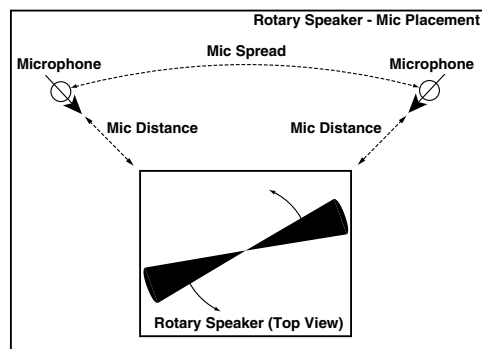 Rotary Speaker - Mic Placement
Mic Spread
Microphone
Microphone
Mic Distance
Mic Distance
Rotary Speaker (Top View)